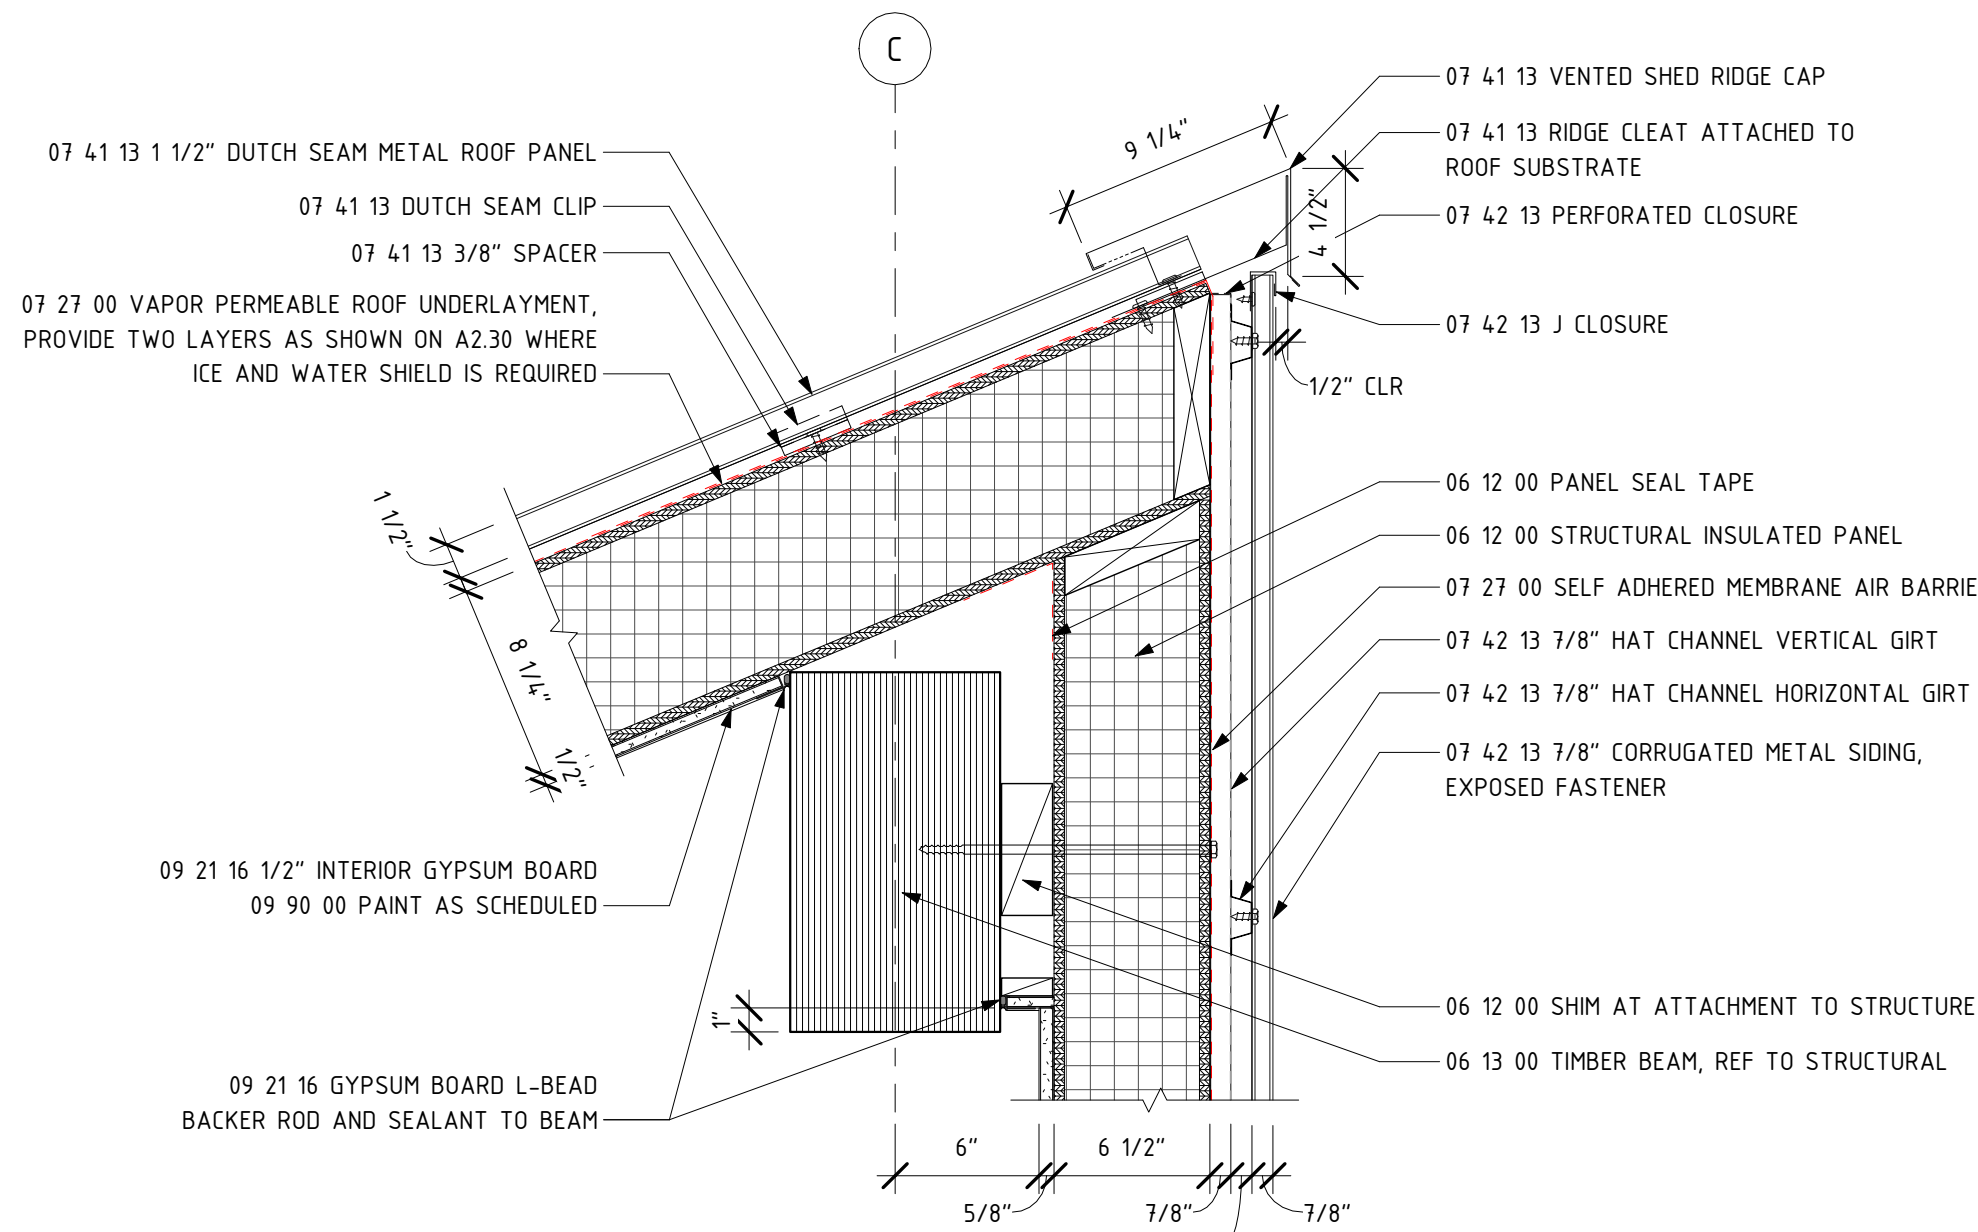 C
07 41 13 1 1/2" DUTCH SEAM METAL ROOF PANEL
07 41 13 DUTCH SEAM CLIP
07 41 13 3/8" SPACER
07 27 00 VAPOR PERMEABLE ROOF UNDERLAYMENT,
PROVIDE TWO LAYERS AS SHOWN ON A2.30 WHERE
ICE AND WATER SHIELD IS REQUIRED
1 1/2"
8 1/4"
1/2"
09 21 16 1/2" INTERIOR GYPSUM BOARD
09 90 00 PAINT AS SCHEDULED
1"
09 21 16 GYPSUM BOARD L-BEAD
BACKER ROD AND SEALANT TO BEAM
9 1/4"
4 1/2"
07 41 13 VENTED SHED RIDGE CAP
07 41 13 RIDGE CLEAT ATTACHED TO
ROOF SUBSTRATE
07 42 13 PERFORATED CLOSURE
07 42 13 J CLOSURE
1/2" CLR
06 12 00 PANEL SEAL TAPE
06 12 00 STRUCTURAL INSULATED PANEL
07 27 00 SELF ADHERED MEMBRANE AIR BARRIE
07 42 13 7/8" HAT CHANNEL VERTICAL GIRT
07 42 13 7/8" HAT CHANNEL HORIZONTAL GIRT
07 42 13 7/8" CORRUGATED METAL SIDING,
EXPOSED FASTENER
06 12 00 SHIM AT ATTACHMENT TO STRUCTURE
06 13 00 TIMBER BEAM, REF TO STRUCTURAL
6"
6 1/2"
5/8"
7/8"
7/8"